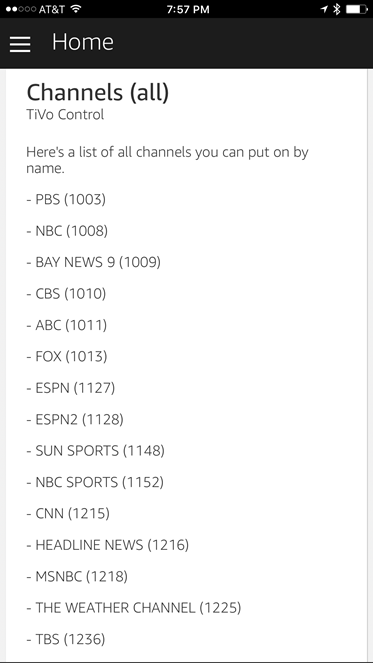 AT&T 7:57 PM
Home
Channels (all)
TiVo Control
Here's a list of all channels you can put on by
name.
- PBS (1003)
- NBC (1008)
- BAY NEWS 9 (1009)
- CBS (1010)
- ABC (1011)
- FOX (1013)
- ESPN (1127)
- ESPN2 (1128)
- SUN SPORTS (1148)
- NBC SPORTS (1152)
- CNN (1215)
- HEADLINE NEWS (1216)
- MSNBC (1218)
- THE WEATHER CHANNEL (1225)
- TBS (1236)